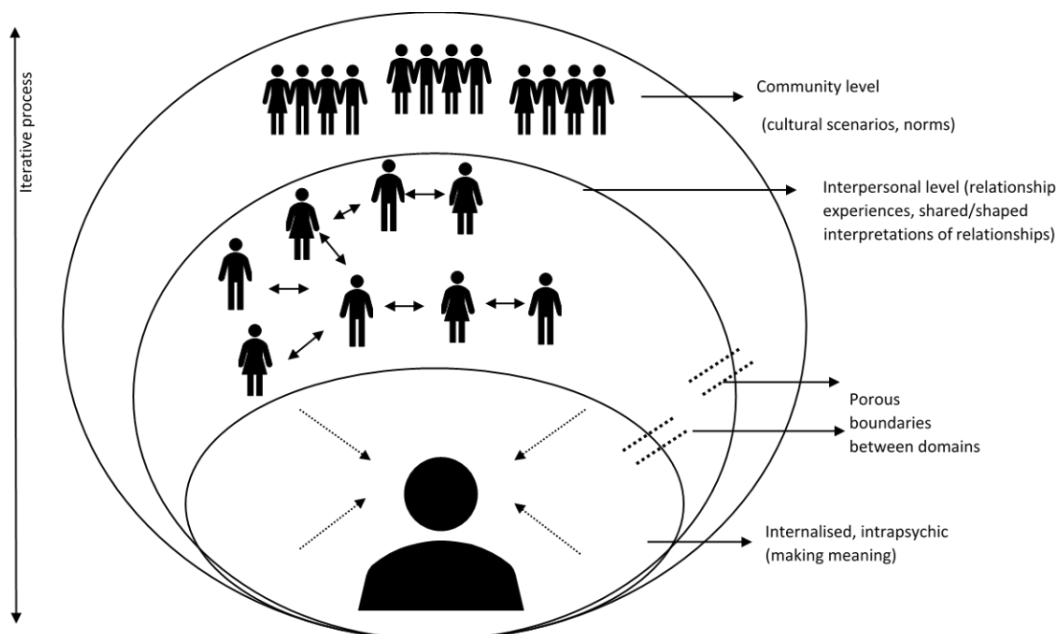 Iterative process
Community level
(cultural scenarios, norms)
Interpersonal level (relationship
experiences, shared/shaped
interpretations of relationships)
Porous
boundaries
between domains
Internalised, intrapsychic
(making meaning)